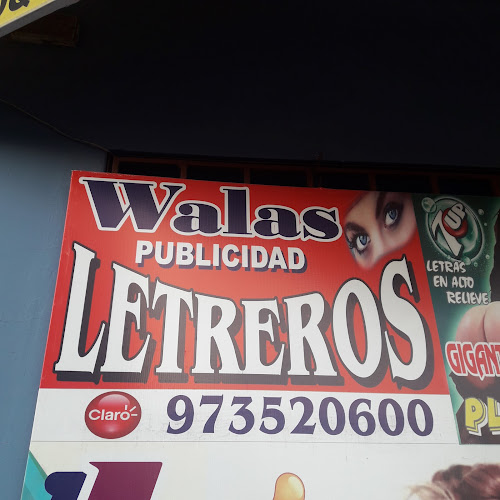 Walas
PUBLICIDAD
LETREROS
Claro
973520600
7UP
LETRAS
EN ALTO
RELIEVE